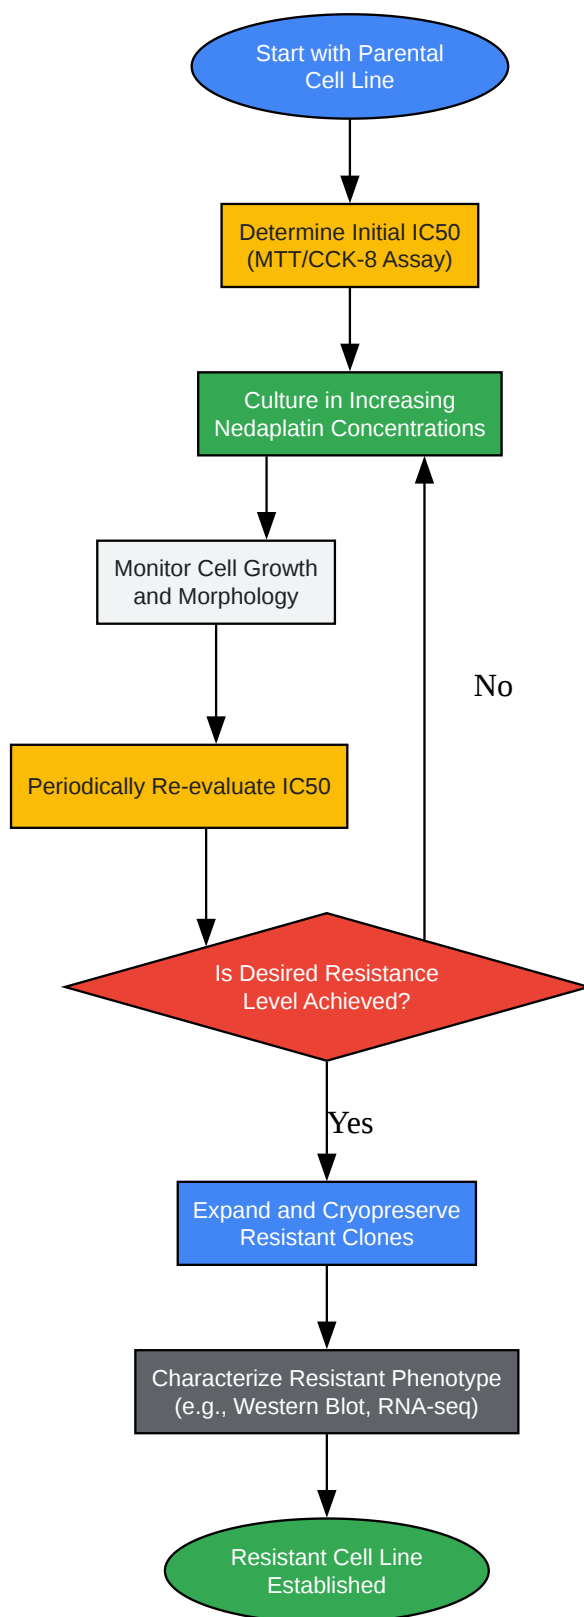 Start with Parental
Cell Line
Determine Initial IC50
(MTT/CCK-8 Assay)
Culture in Increasing
Nedaplatin Concentrations
Monitor Cell Growth
and Morphology
No
Periodically Re-evaluate IC50
Is Desired Resistance
Level Achieved?
Yes
Expand and Cryopreserve
Resistant Clones
Characterize Resistant Phenotype
(e.g., Western Blot, RNA-seq)
Resistant Cell Line
Established